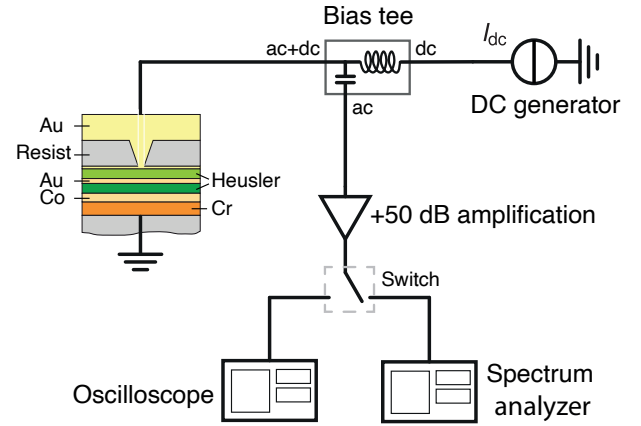 Bias tee
ac+dc
dc
I_dc
DC generator
ac
Au
Resist
Au
Co
Heusler
Cr
+50 dB amplification
Switch
Oscilloscope
Spectrum
analyzer